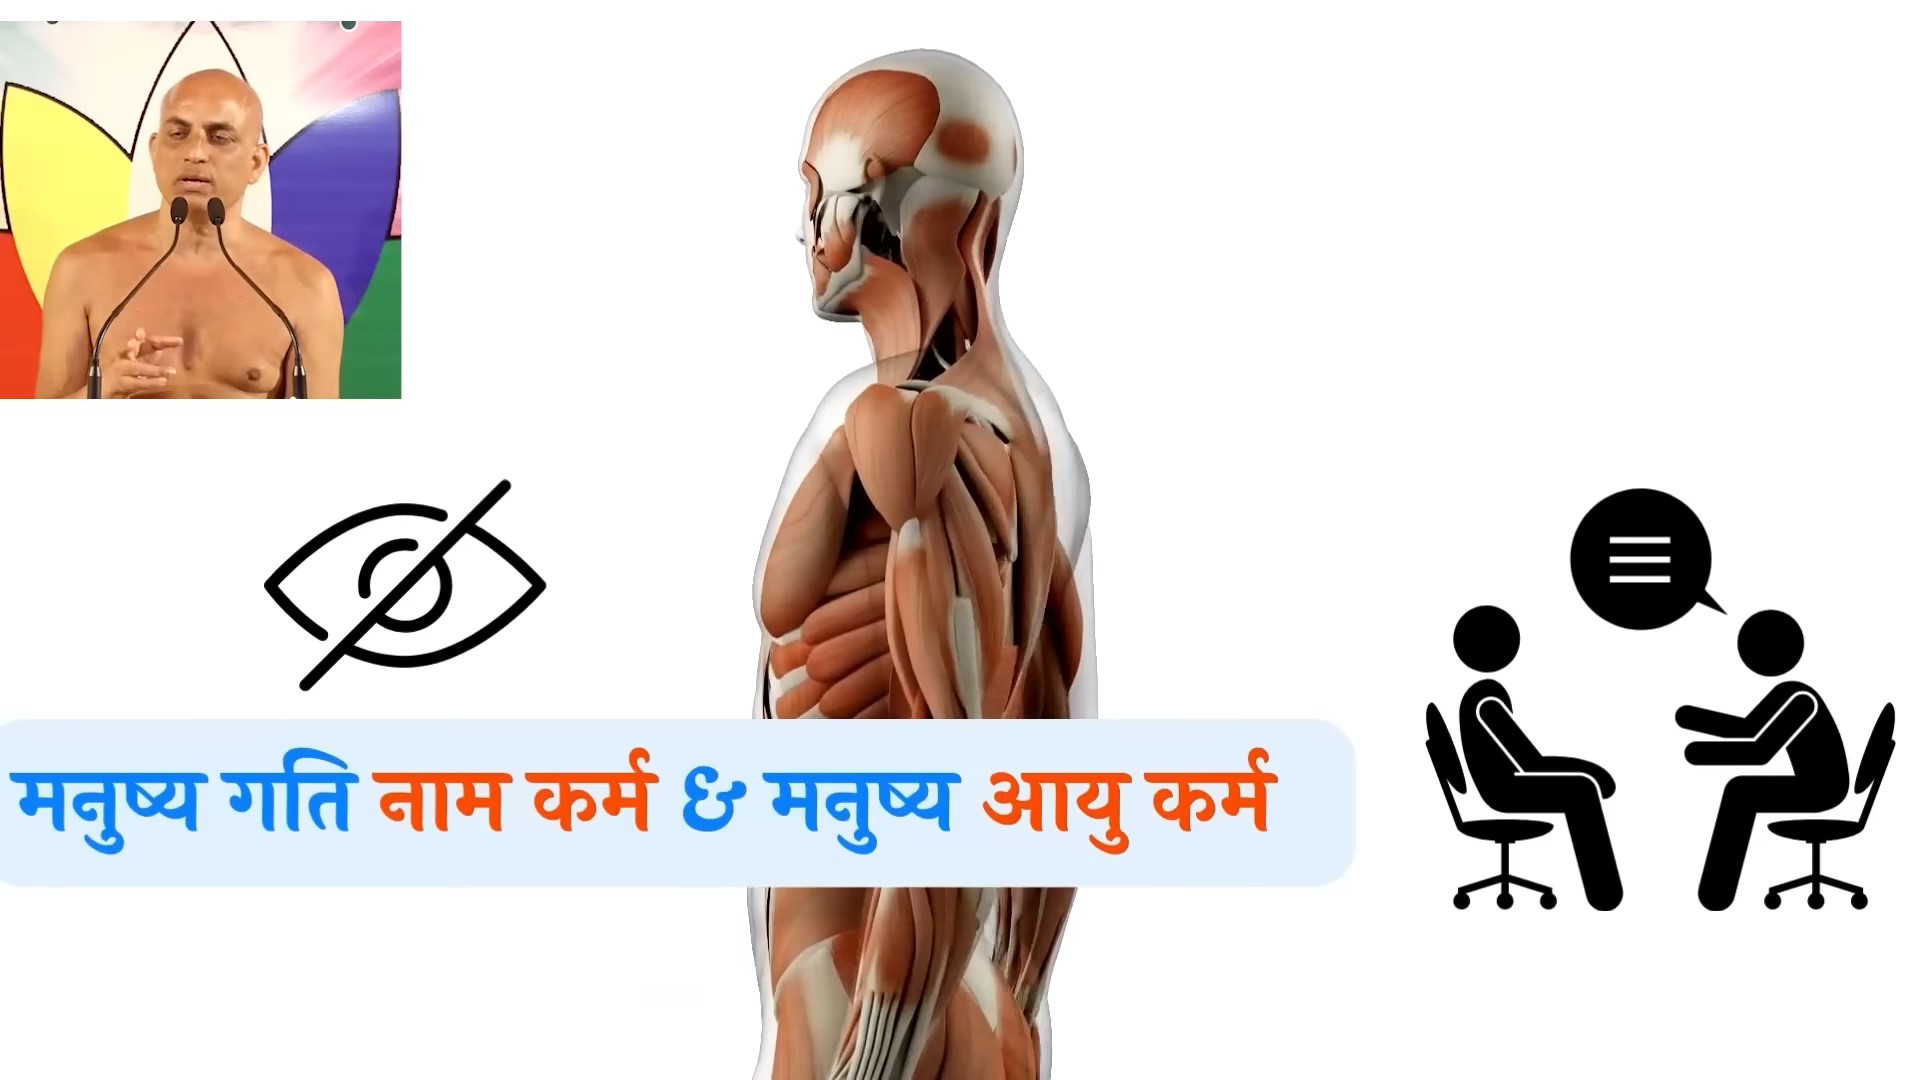 मनुष्य गति नाम कर्म & मनुष्य आयु कर्म